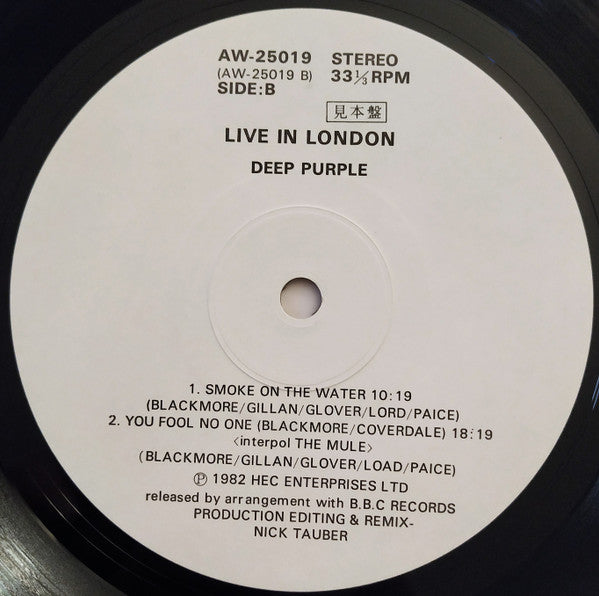 AW-25019 STEREO
(AW-25019 B) 33⅓ RPM
SIDE:B
見本盤
LIVE IN LONDON
DEEP PURPLE
1. SMOKE ON THE WATER 10:19
(BLACKMORE/GILLAN/GLOVER/LORD/PAICE)
2. YOU FOOL NO ONE (BLACKMORE/COVERDALE) 18:19
<interpol THE MULE>
(BLACKMORE/GILLAN/GLOVER/LOAD/PAICE)
Ⓟ 1982 HEC ENTERPRISES LTD
released by arrangement with B.B.C RECORDS
PRODUCTION EDITING & REMIX-
NICK TAUBER